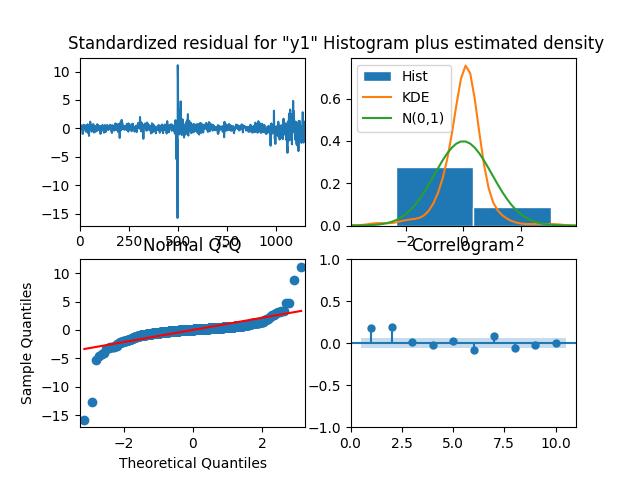 Standardized residual for "y1"
10
5
0
−5
−10
−15
0 250 500 750 1000
Histogram plus estimated density
Hist
KDE
N(0,1)
0.6
0.4
0.2
0.0
−2 0 2
Normal Q-Q
Sample Quantiles
10
5
0
−5
−10
−15
−2 0 2
Theoretical Quantiles
Correlogram
1.0
0.5
0.0
−0.5
−1.0
0.0 2.5 5.0 7.5 10.0